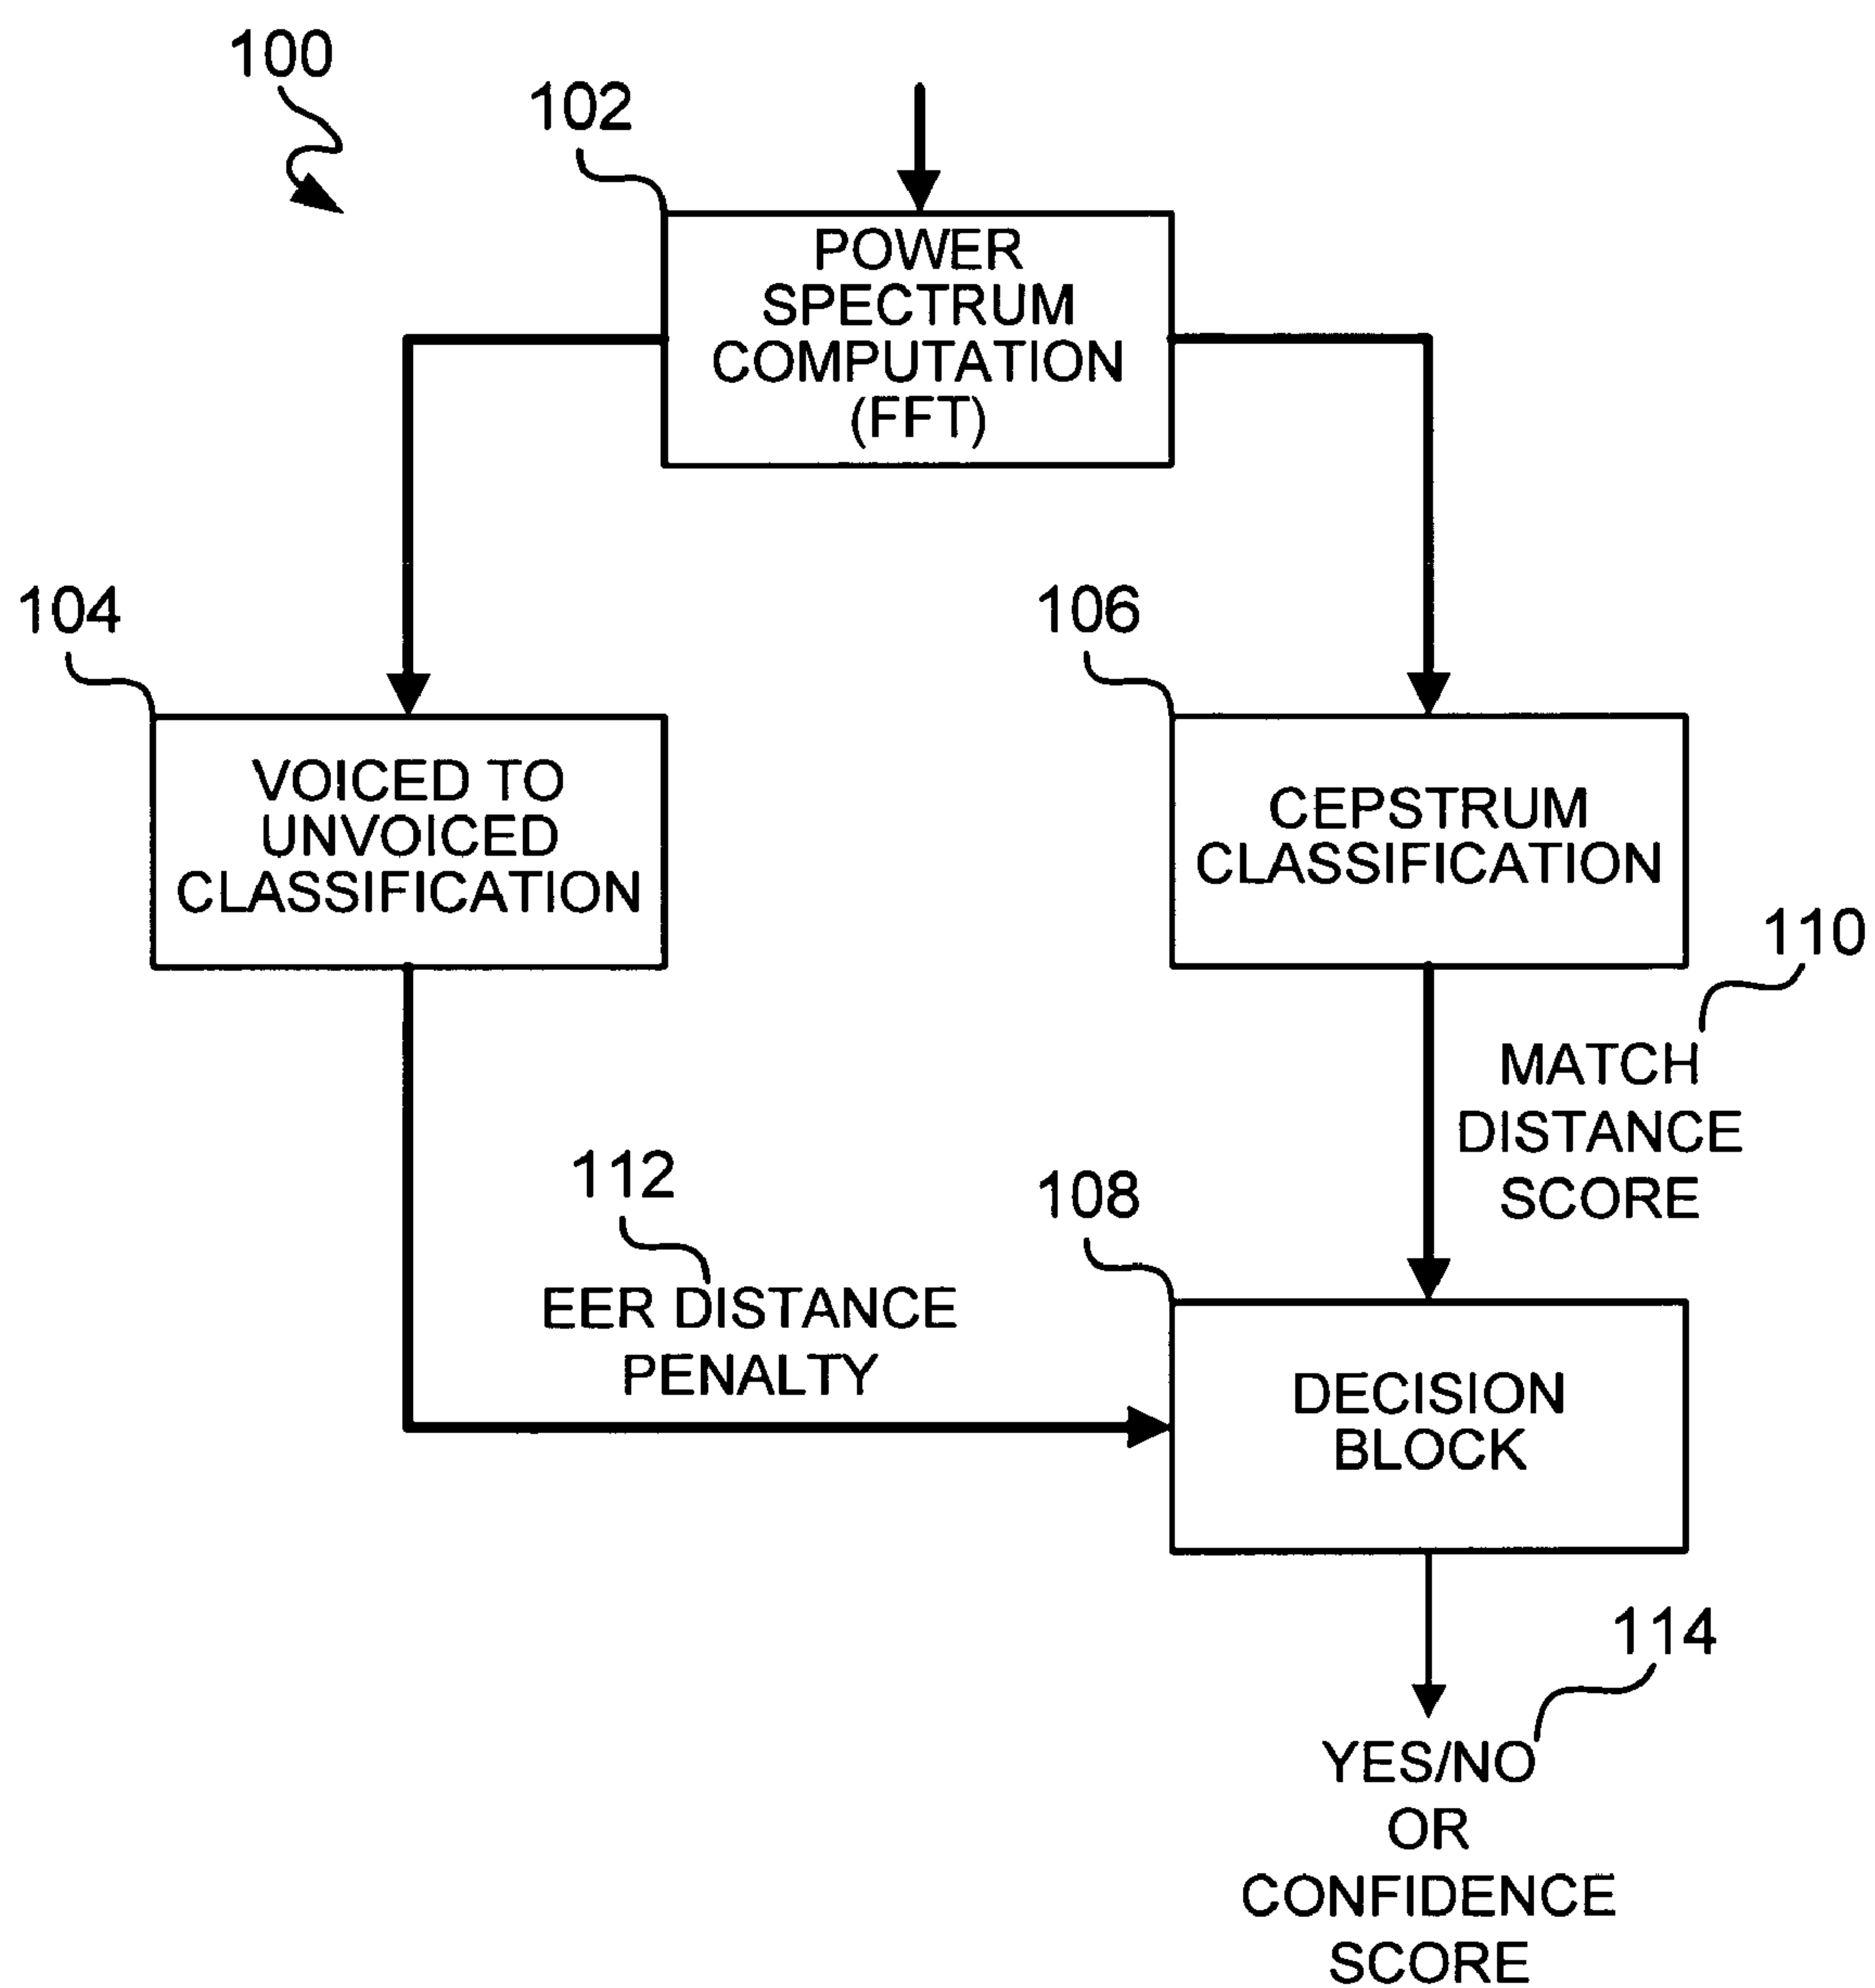 100
102
POWER
SPECTRUM
COMPUTATION
(FFT)
104
106
VOICED TO
UNVOICED
CLASSIFICATION
CEPSTRUM
CLASSIFICATION
110
MATCH
DISTANCE
SCORE
112
EER DISTANCE
PENALTY
108
DECISION
BLOCK
114
YES/NO
OR
CONFIDENCE
SCORE